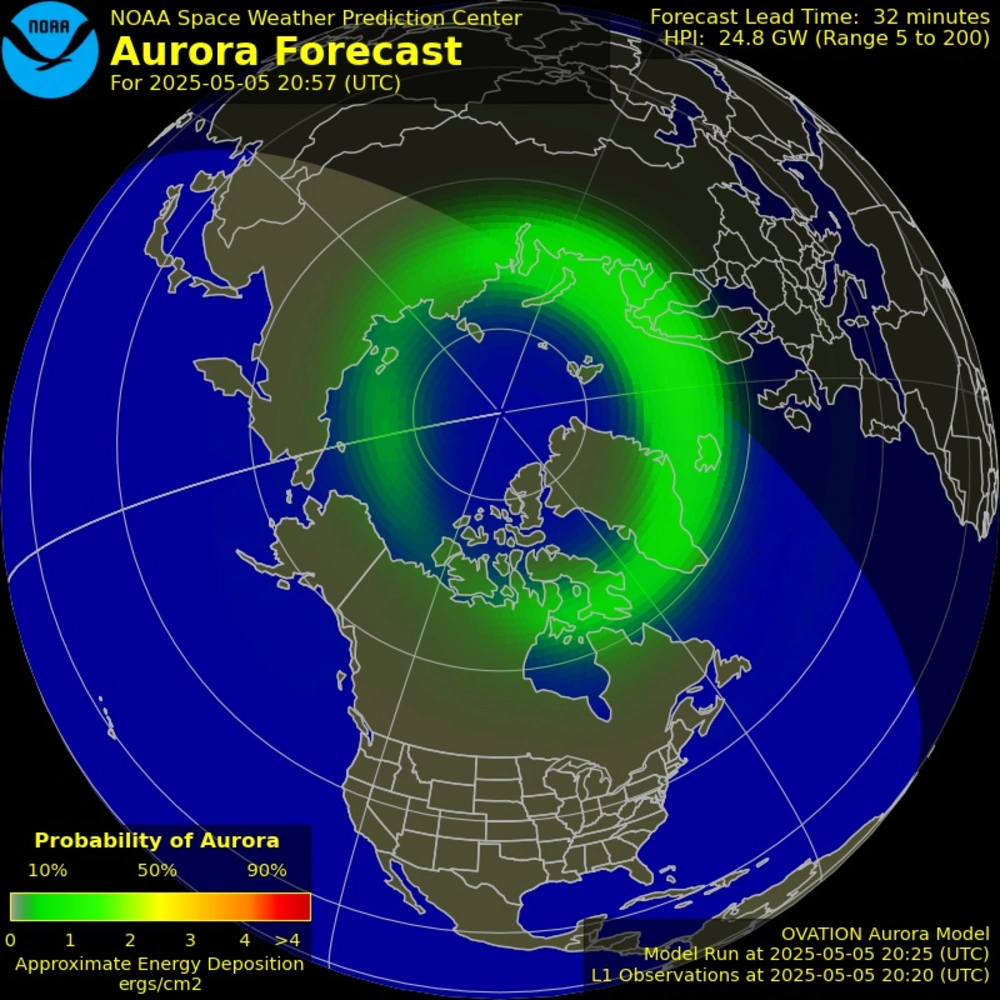 NOAA
NOAA Space Weather Prediction Center
Aurora Forecast
For 2025-05-05 20:57 (UTC)
Forecast Lead Time: 32 minutes
HPI: 24.8 GW (Range 5 to 200)
Probability of Aurora
10% 50% 90%
0 1 2 3 4 >4
Approximate Energy Deposition
ergs/cm2
OVATION Aurora Model
Model Run at 2025-05-05 20:25 (UTC)
L1 Observations at 2025-05-05 20:20 (UTC)